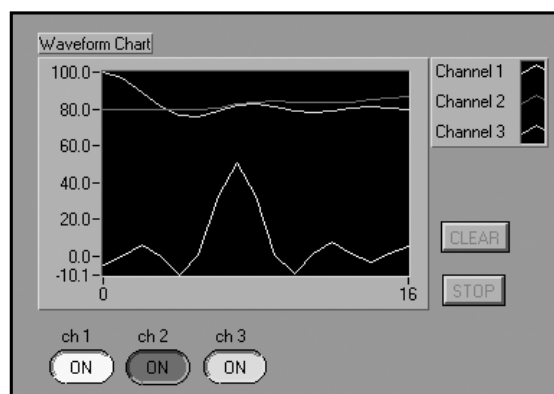 Waveform Chart
100.0
80.0
60.0
40.0
20.0
0.0
-10.1
0
16
Channel 1
Channel 2
Channel 3
CLEAR
STOP
ch 1
ch 2
ch 3
ON
ON
ON